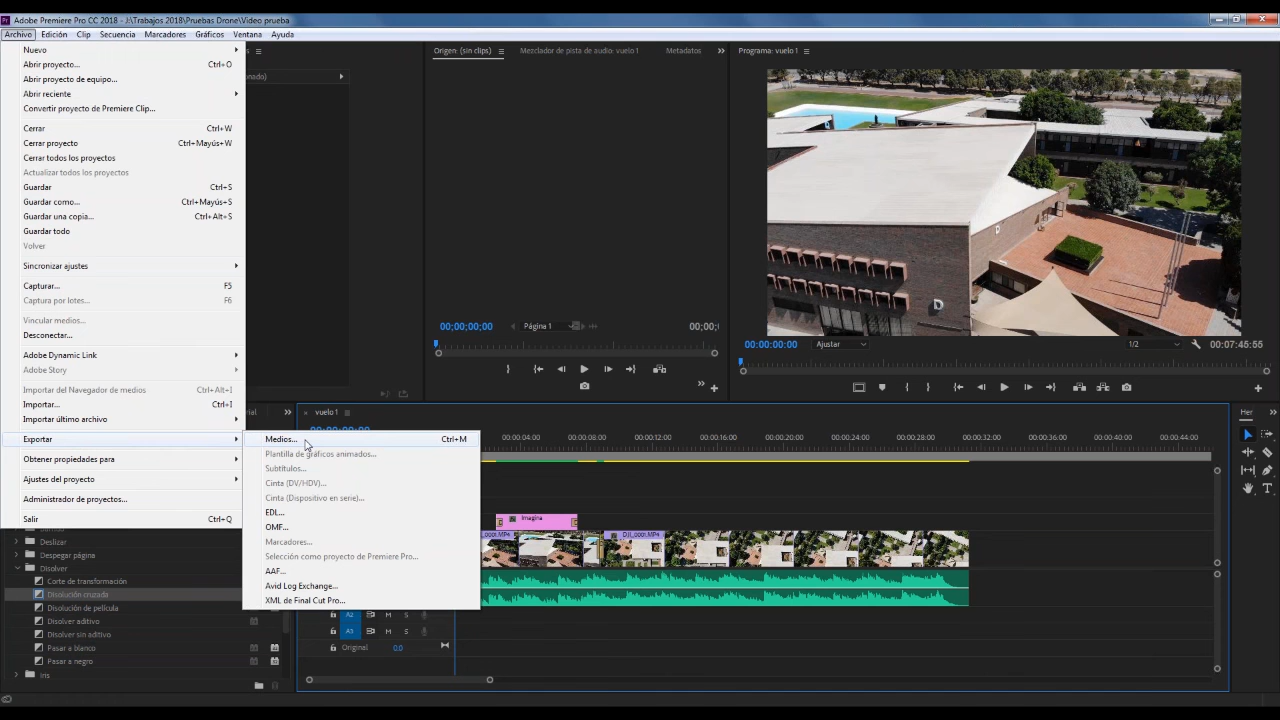 Adobe Premiere Pro CC 2018 - J:\Trabajos 2018\Pruebas Drone\Video prueba
Archivo Edición Clip Secuencia Marcadores Gráficos Ventana Ayuda
Nuevo
Abrir proyecto... Ctrl+O
Abrir proyecto de equipo...
Abrir reciente
Convertir proyecto de Premiere Clip...
Cerrar Ctrl+W
Cerrar proyecto Ctrl+Mayús+W
Cerrar todos los proyectos
Actualizar todos los proyectos
Guardar Ctrl+S
Guardar como... Ctrl+Mayús+S
Guardar una copia... Ctrl+Alt+S
Guardar todo
Volver
Sincronizar ajustes
Capturar... F5
Captura por lotes... F6
Vincular medios...
Desconectar...
Adobe Dynamic Link
Adobe Story
Importar del Navegador de medios Ctrl+Alt+I
Importar... Ctrl+I
Importar último archivo
Exportar
Obtener propiedades para
Ajustes del proyecto
Administrador de proyectos...
Salir Ctrl+Q
Medios... Ctrl+M
Plantilla de gráficos animados...
Subtítulos...
Cinta (DV/HDV)...
Cinta (Dispositivo en serie)...
EDL...
OMF...
Marcadores...
Selección como proyecto de Premiere Pro...
AAF...
Avid Log Exchange...
XML de Final Cut Pro...
onado)
Origen: (sin clips) Mezclador de pista de audio: vuelo 1 Metadatos
00;00;00;00 Página 1 00;00;
Programa: vuelo 1
P
D
00:00:00:00 Ajustar 1/2 00:07:45:55
vuelo 1
00:00:04:00 00:00:08:00 00:00:12:00 00:00:16:00 00:00:20:00 00:00:24:00 00:00:28:00 00:00:32:00 00:00:36:00 00:00:40:00 00:00:44:00
Imagina
DJI_0001.MP4 DJI_0001.MP4
A2 M S
A3 M S
Original 0,0
Her
Deslizar
Despegar página
Disolver
Corte de transformación
Disolución cruzada
Disolución de película
Disolver aditivo
Disolver sin aditivo
Pasar a blanco
Pasar a negro
Iris